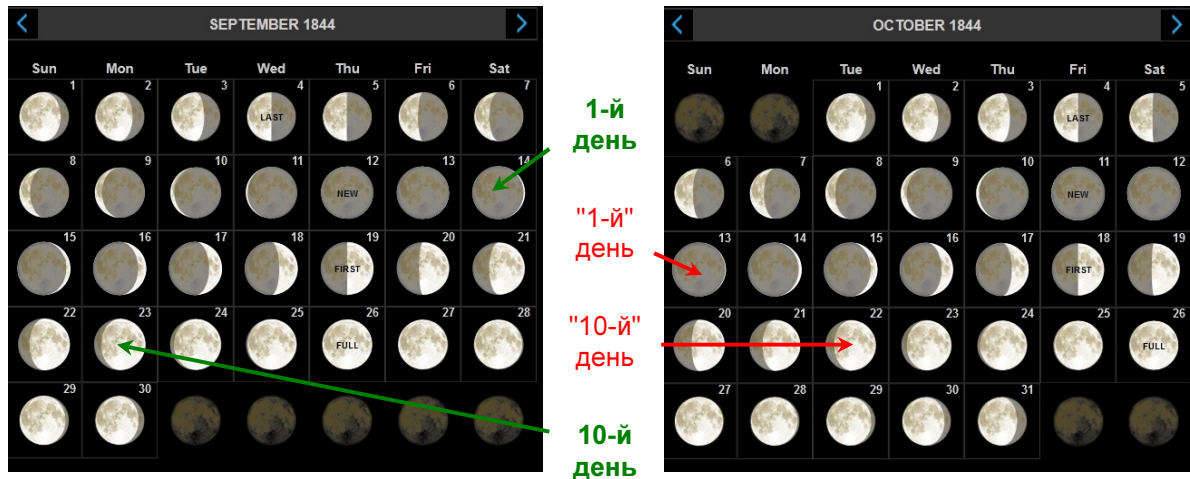 SEPTEMBER 1844
Sun Mon Tue Wed Thu Fri Sat
1 2 3 4 5 6 7
LAST
8 9 10 11 12 13 14
NEW
15 16 17 18 19 20 21
FIRST
22 23 24 25 26 27 28
FULL
29 30
1-й
день
"1-й"
день
"10-й"
день
10-й
день
OCTOBER 1844
Sun Mon Tue Wed Thu Fri Sat
1 2 3 4 5
LAST
6 7 8 9 10 11 12
NEW
13 14 15 16 17 18 19
FIRST
20 21 22 23 24 25 26
FULL
27 28 29 30 31